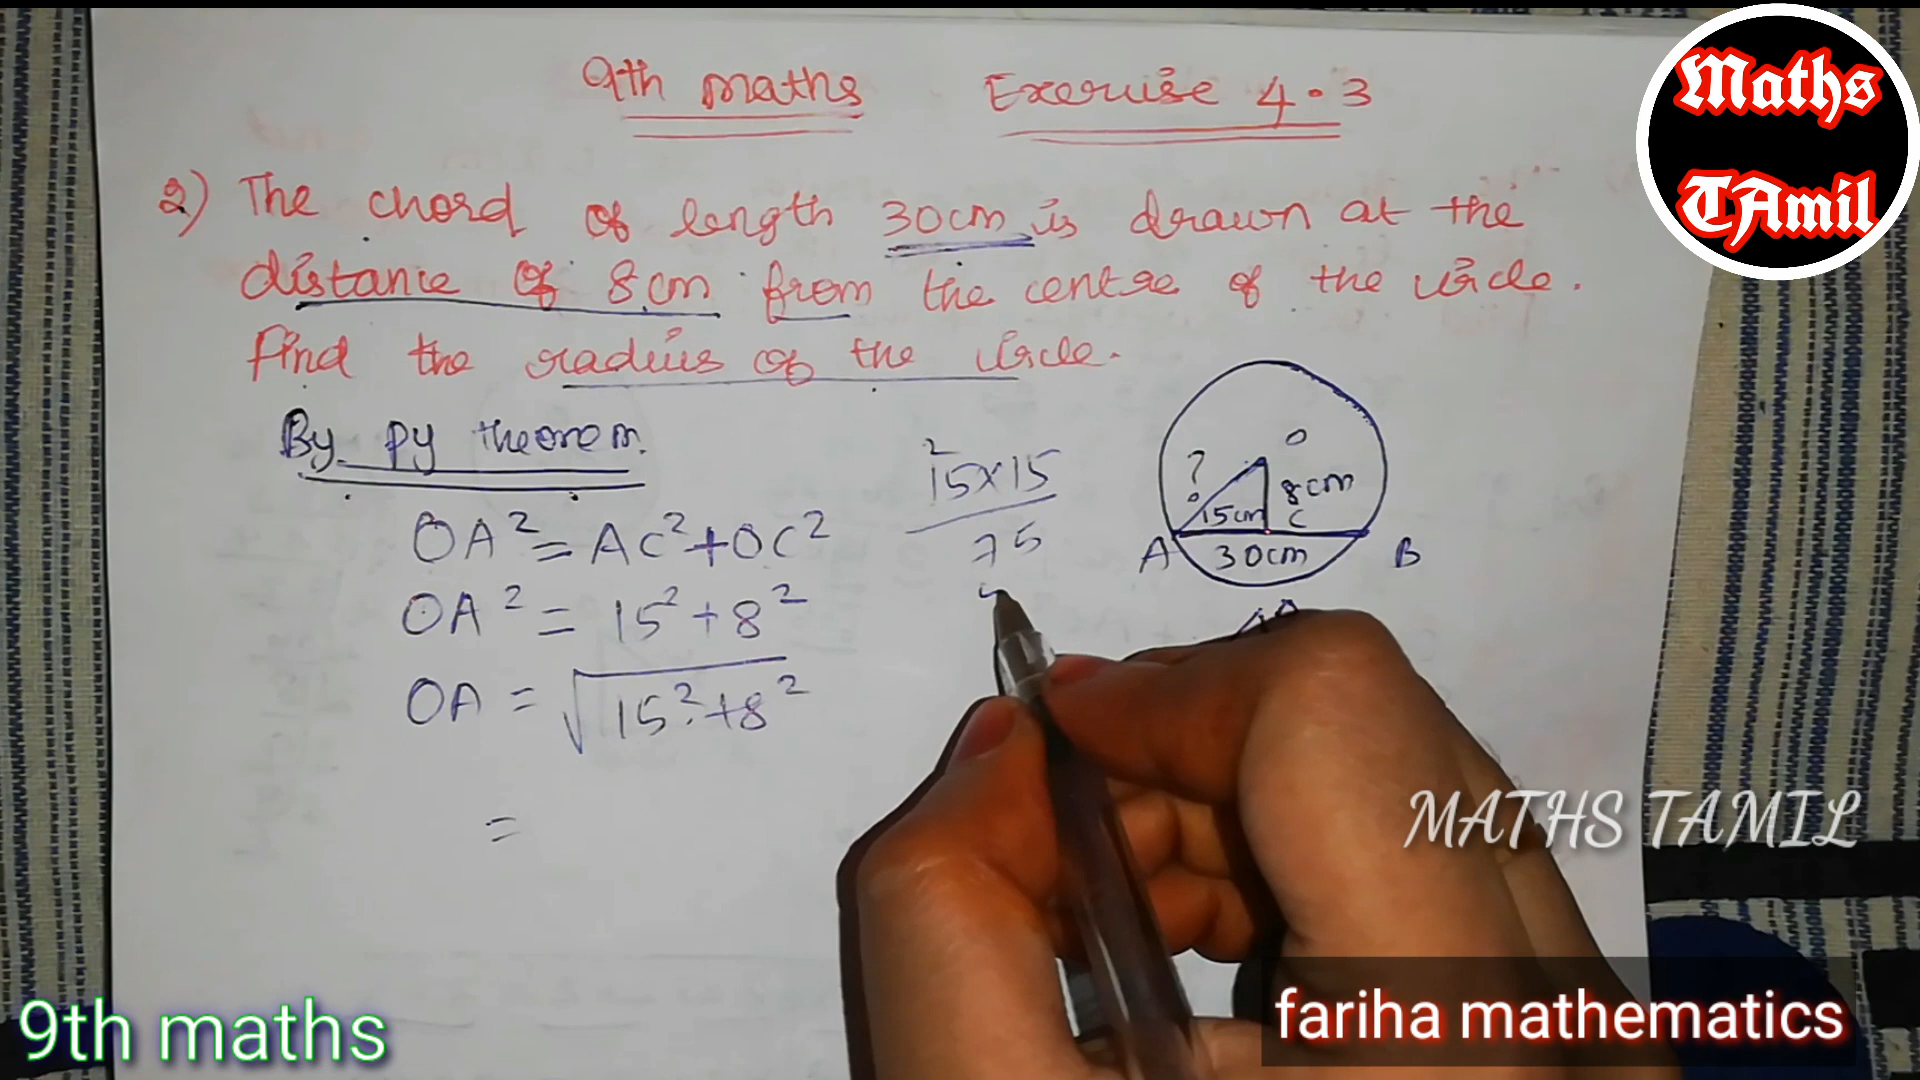 9th maths Exercise 4.3
Maths
TAmil
2) The chord of length 30cm is drawn at the
distance of 8cm from the centre of the circle.
Find the radius of the circle.
By py theorem.
OA² = AC² + OC²
OA² = 15² + 8²
OA = √15² + 8²
=
2
15×15
75
O
?
8cm
15cm
C
A
30cm
B
MATHS TAMIL
9th maths
fariha mathematics